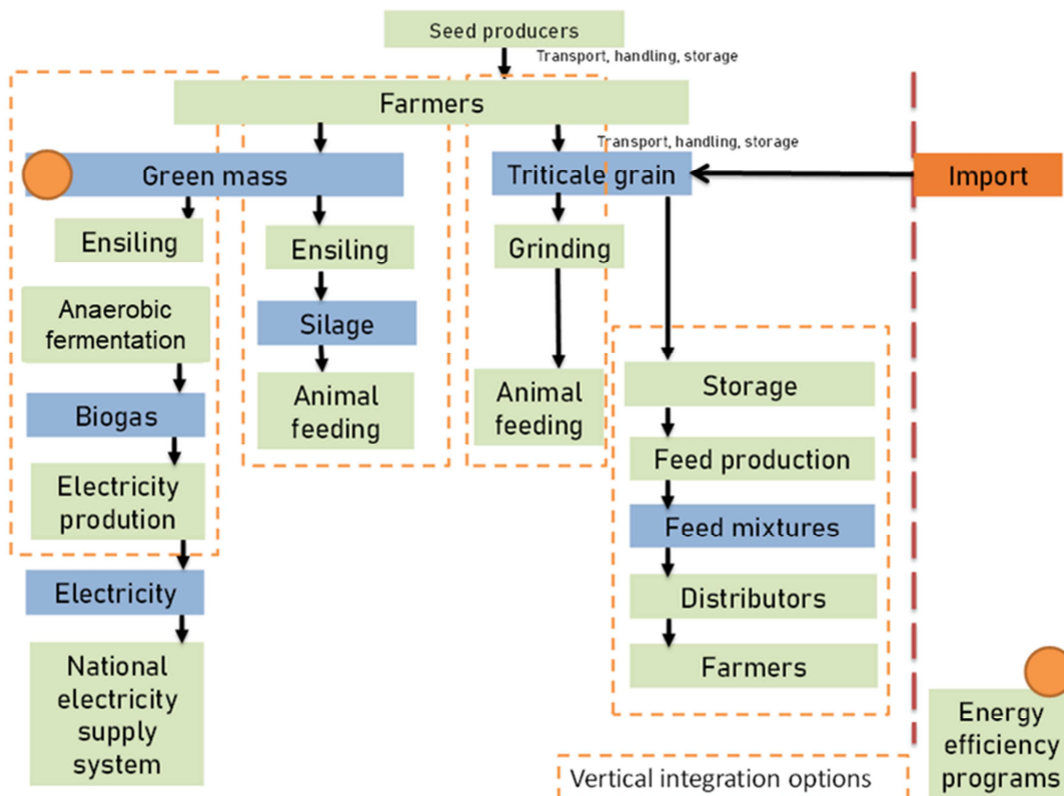 Seed producers
Transport, handling, storage
Farmers
Transport, handling, storage
Green mass
Triticale grain
Import
Ensiling
Ensiling
Grinding
Anaerobic
fermentation
Silage
Biogas
Animal
feeding
Animal
feeding
Storage
Electricity
prodution
Feed production
Feed mixtures
Electricity
Distributors
National
electricity
supply
system
Farmers
Energy
efficiency
programs
Vertical integration options